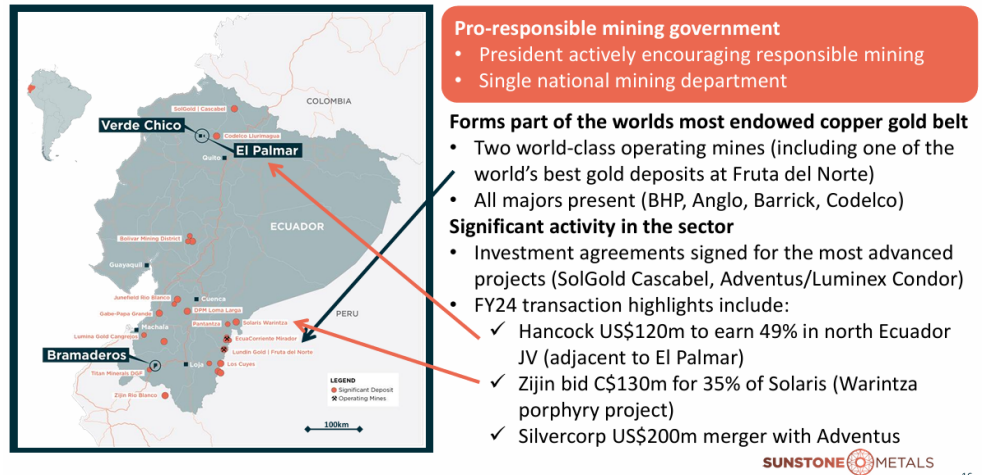 COLOMBIA
SolGold | Cascabel
Verde Chico
Codelco Llurimagua
El Palmar
Quito
ECUADOR
Bolivar Mining District
Guayaquil
Junefield Rio Blanco
Cuenca
Gabe-Papa Grande
DPM Loma Larga
PERU
Machala
Pantantza
Solaris Warintza
Lumina Gold Cangrejos
EcuaCorriente Mirador
Lundin Gold | Fruta del Norte
Bramaderos
Loja
Los Cuyes
Titan Minerals DGP
Zijin Rio Blanco
LEGEND
Significant Deposit
Operating Mines
100km
Pro-responsible mining government
• President actively encouraging responsible mining
• Single national mining department
Forms part of the worlds most endowed copper gold belt
• Two world-class operating mines (including one of the
world's best gold deposits at Fruta del Norte)
• All majors present (BHP, Anglo, Barrick, Codelco)
Significant activity in the sector
• Investment agreements signed for the most advanced
projects (SolGold Cascabel, Adventus/Luminex Condor)
• FY24 transaction highlights include:
✓ Hancock US$120m to earn 49% in north Ecuador
JV (adjacent to El Palmar)
✓ Zijin bid C$130m for 35% of Solaris (Warintza
porphyry project)
✓ Silvercorp US$200m merger with Adventus
SUNSTONE METALS